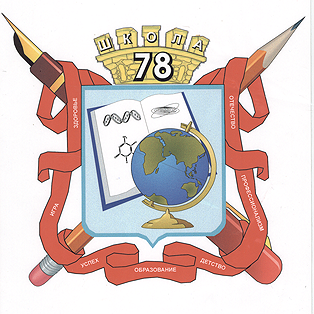 ШКОЛА
78
ЗДОРОВЬЕ
ОТЕЧЕСТВО
ИГРА
ПРОФЕССИОНАЛИЗМ
УСПЕХ
ОБРАЗОВАНИЕ
ДЕТСТВО